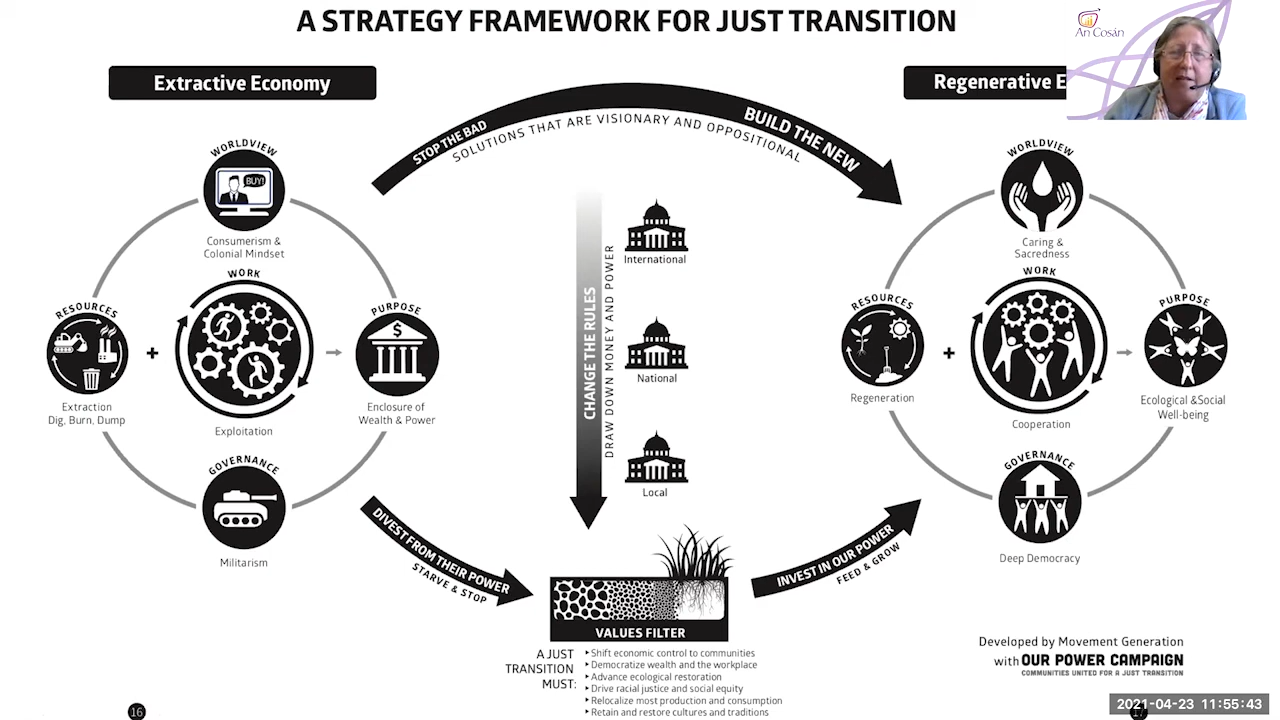 A STRATEGY FRAMEWORK FOR JUST TRANSITION
An Cosán
Extractive Economy
Regenerative E
STOP THE BAD
BUILD THE NEW
SOLUTIONS THAT ARE VISIONARY AND OPPOSITIONAL
WORLDVIEW
BUY!
Consumerism &
Colonial Mindset
WORK
RESOURCES
PURPOSE
$
+
Extraction
Dig, Burn, Dump
Exploitation
Enclosure of
Wealth & Power
GOVERNANCE
Militarism
CHANGE THE RULES
DRAW DOWN MONEY AND POWER
International
National
Local
WORLDVIEW
Caring &
Sacredness
WORK
RESOURCES
PURPOSE
+
Regeneration
Cooperation
Ecological &Social
Well-being
GOVERNANCE
Deep Democracy
DIVEST FROM THEIR POWER
STARVE & STOP
INVEST IN OUR POWER
FEED & GROW
VALUES FILTER
A JUST
TRANSITION
MUST:
Shift economic control to communities
Democratize wealth and the workplace
Advance ecological restoration
Drive racial justice and social equity
Relocalize most production and consumption
Retain and restore cultures and traditions
Developed by Movement Generation
with OUR POWER CAMPAIGN
COMMUNITIES UNITED FOR A JUST TRANSITION
16
2021-04-23 11:55:43